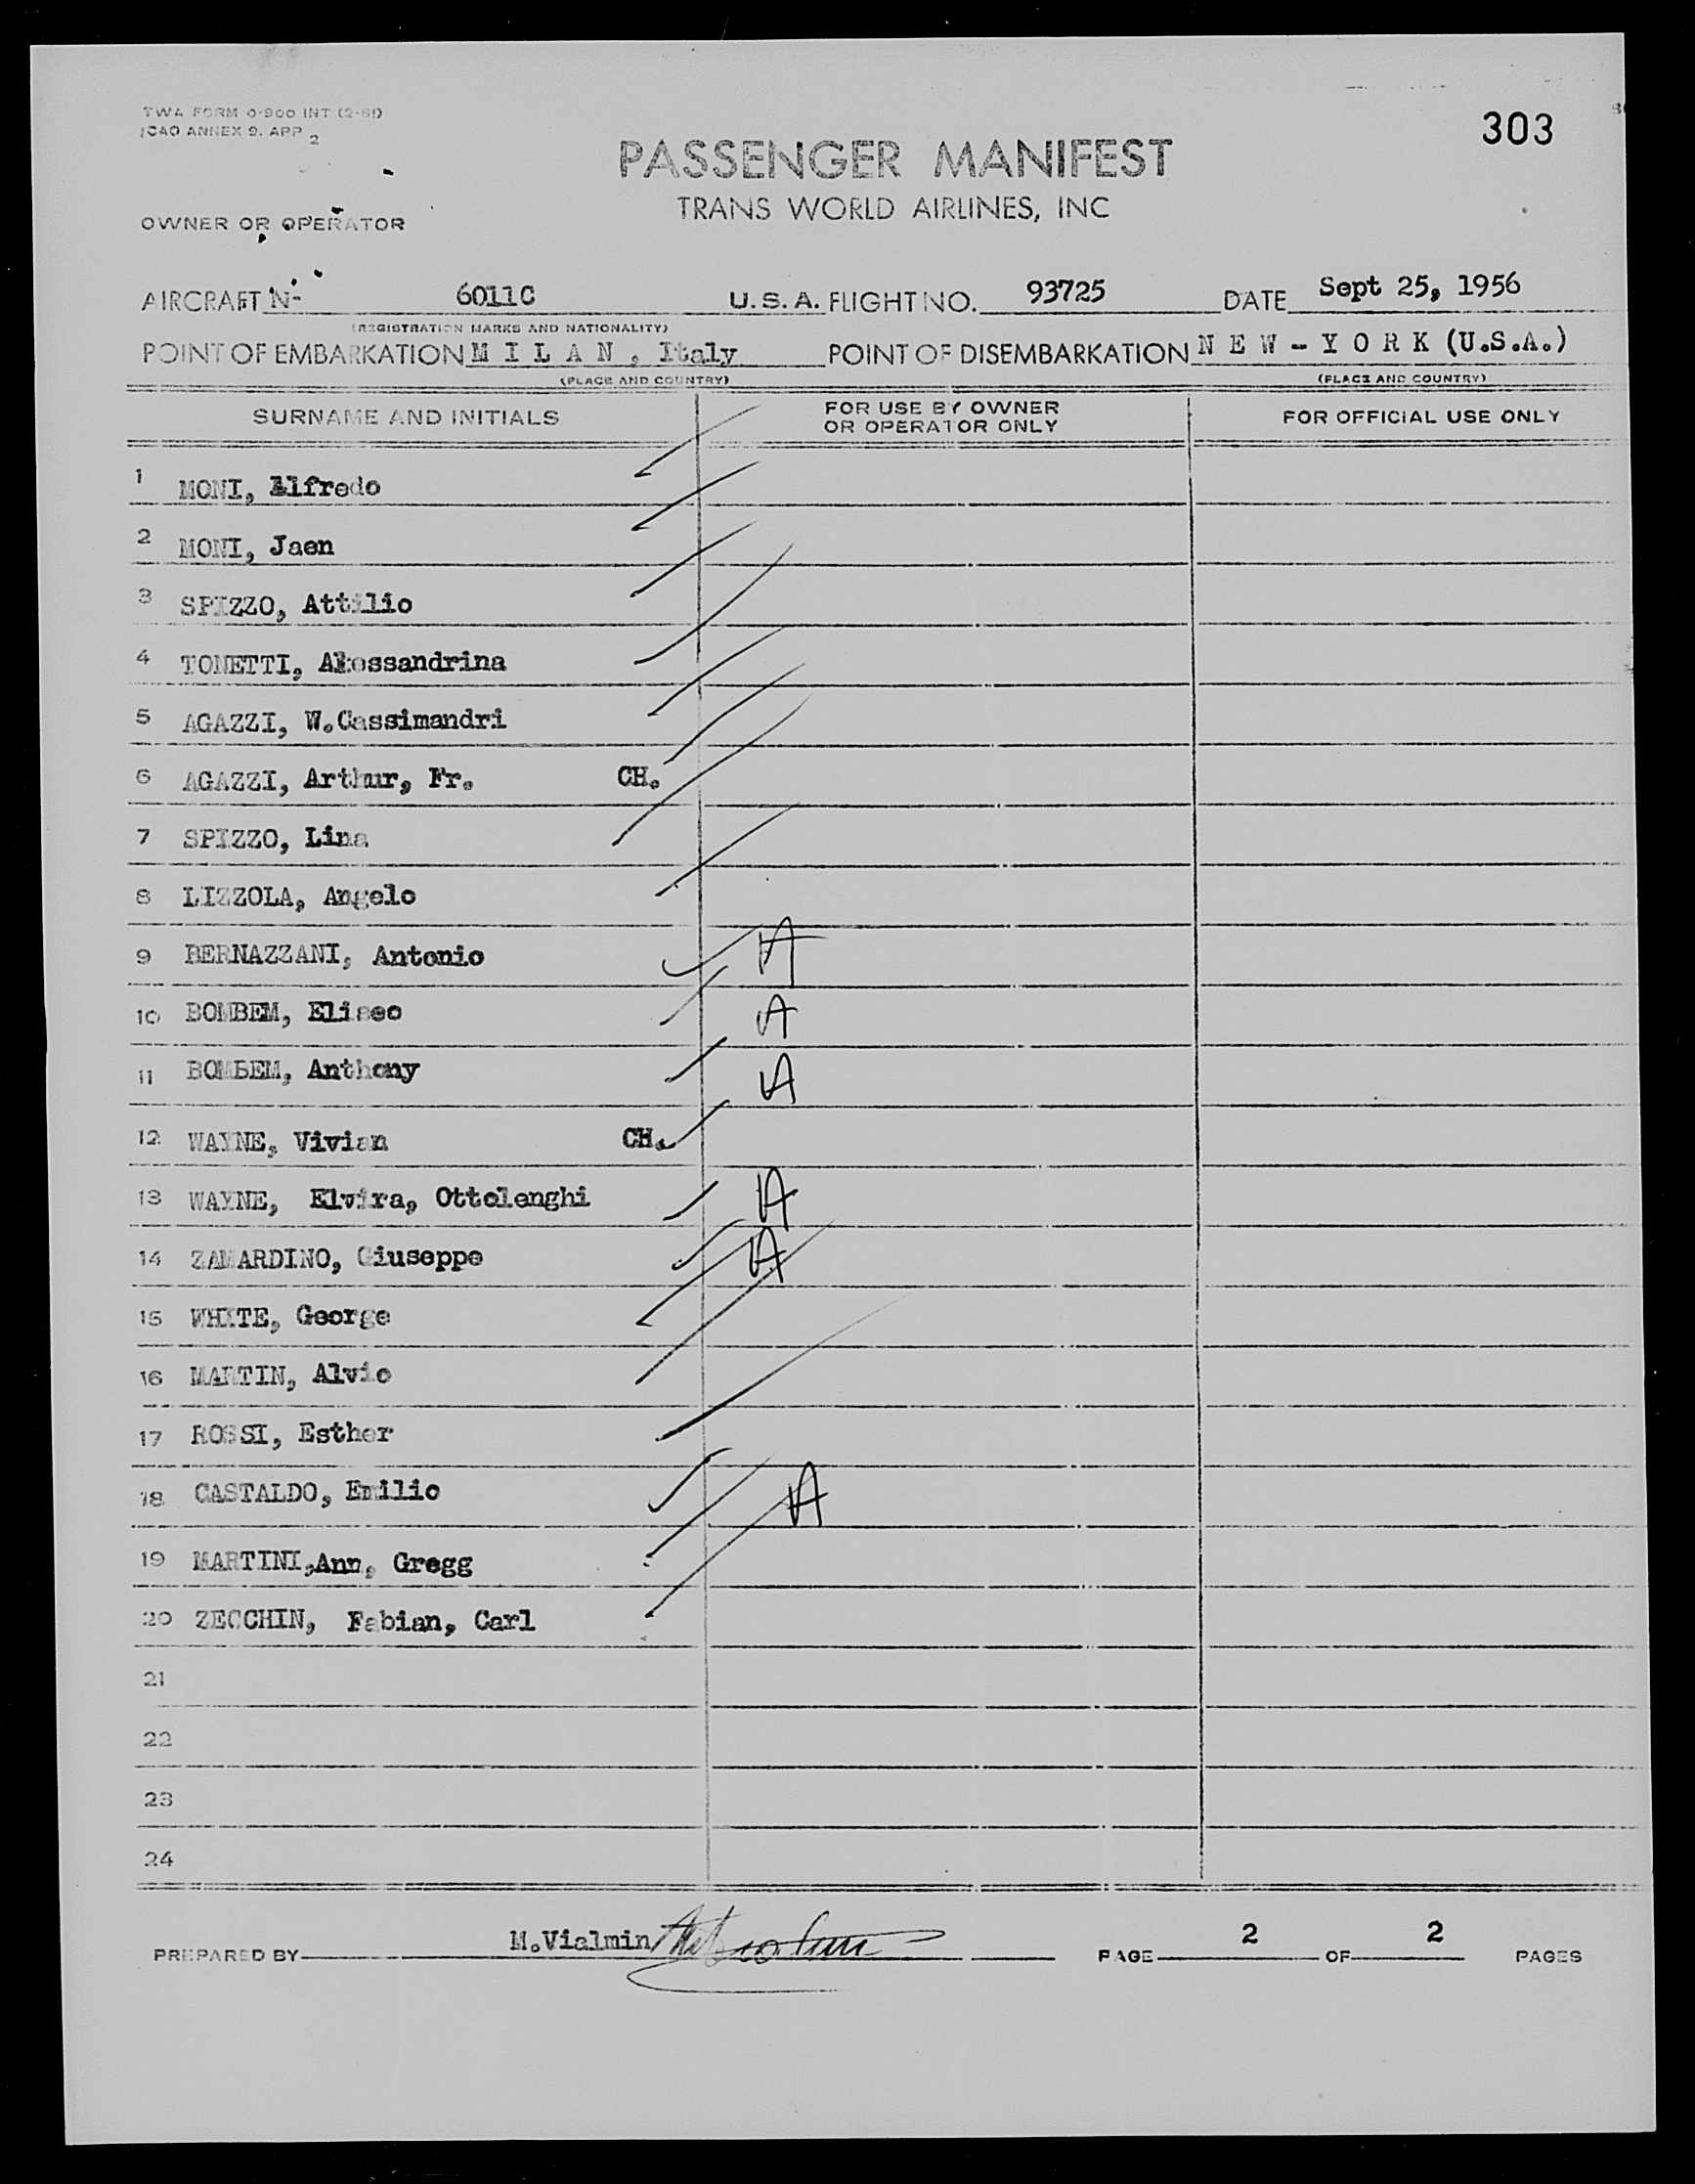 TWA FORM O-900 INT (2-51)
ICAO ANNEX 9. APP 2
303
PASSENGER MANIFEST
TRANS WORLD AIRLINES, INC
OWNER OR OPERATOR
AIRCRAFT Nº 6011C U.S.A. FLIGHT NO. 93725 DATE Sept 25, 1956
(REGISTRATION MARKS AND NATIONALITY)
POINT OF EMBARKATION M I L A N , Italy POINT OF DISEMBARKATION N E W - Y O R K (U.S.A.)
(PLACE AND COUNTRY) (PLACE AND COUNTRY)
SURNAME AND INITIALS FOR USE BY OWNER OR OPERATOR ONLY FOR OFFICIAL USE ONLY
1 MONI, Alfredo
2 MONI, Jaen
3 SPIZZO, Attilio
4 TONETTI, Alessandrina
5 AGAZZI, W.Cassimandri
6 AGAZZI, Arthur, Fr. CH.
7 SPIZZO, Lina
8 LIZZOLA, Angelo
9 BERNAZZANI, Antonio A
10 BOMBEM, Eliseo A
11 BOMBEM, Anthony A
12 WAYNE, Vivian CH.
13 WAYNE, Elvira, Ottolenghi A
14 ZAMARDINO, Giuseppe A
15 WHITE, George
16 MARTIN, Alvio
17 ROSSI, Esther
18 CASTALDO, Emilio A
19 MARTINI,Ann, Gregg
20 ZECCHIN, Fabian, Carl
21
22
23
24
PREPARED BY M.Vialmin PAGE 2 OF 2 PAGES